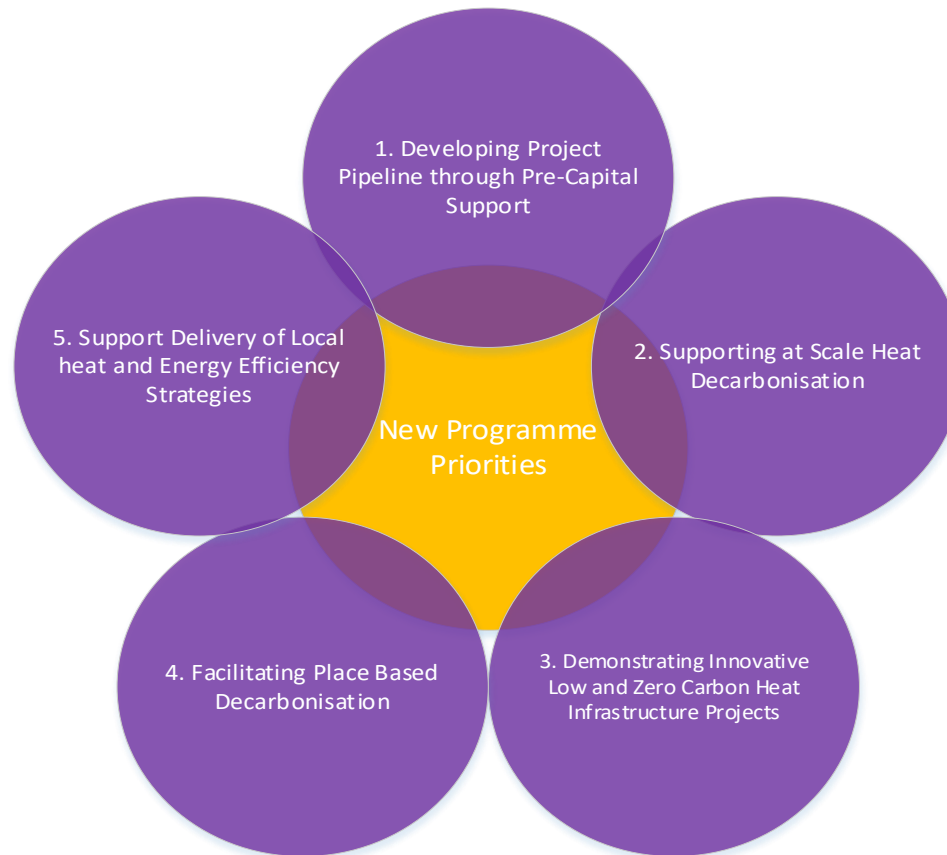 1. Developing Project
Pipeline through Pre-Capital
Support
2. Supporting at Scale Heat
Decarbonisation
3. Demonstrating Innovative
Low and Zero Carbon Heat
Infrastructure Projects
4. Facilitating Place Based
Decarbonisation
5. Support Delivery of Local
heat and Energy Efficiency
Strategies
New Programme
Priorities